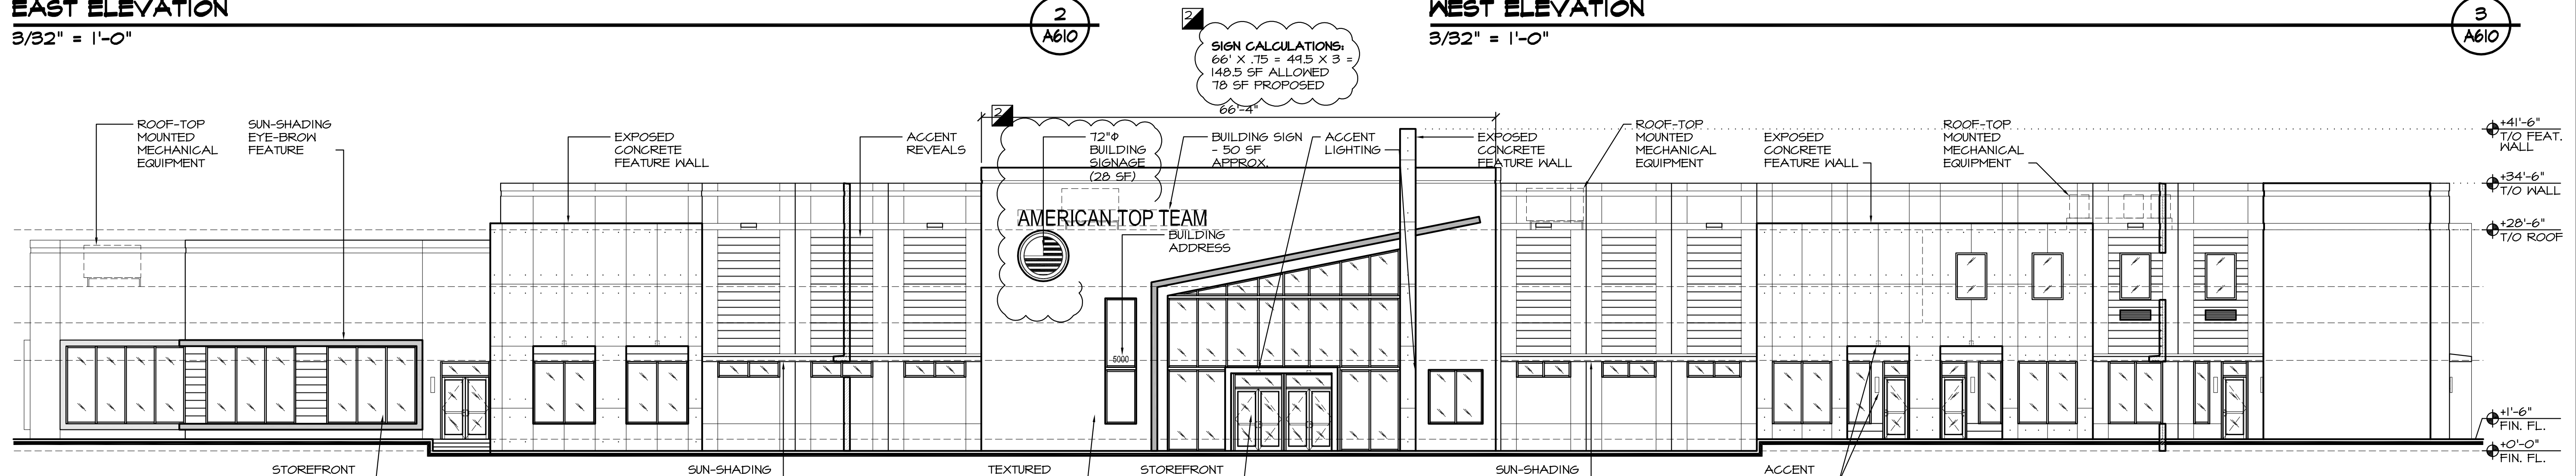 EAST ELEVATION
3/32" = 1'-0"
2
A610
2
SIGN CALCULATIONS:
66' X .75 = 49.5 X 3 =
148.5 SF ALLOWED
78 SF PROPOSED
WEST ELEVATION
3/32" = 1'-0"
3
A610
66'-4"
2
ROOF-TOP
MOUNTED
MECHANICAL
EQUIPMENT
SUN-SHADING
EYE-BROW
FEATURE
EXPOSED
CONCRETE
FEATURE WALL
ACCENT
REVEALS
72"Φ
BUILDING
SIGNAGE
(28 SF)
BUILDING SIGN
- 50 SF
APPROX.
ACCENT
LIGHTING
EXPOSED
CONCRETE
FEATURE WALL
ROOF-TOP
MOUNTED
MECHANICAL
EQUIPMENT
EXPOSED
CONCRETE
FEATURE WALL
ROOF-TOP
MOUNTED
MECHANICAL
EQUIPMENT
+41'-6"
T/O FEAT.
WALL
+34'-6"
T/O WALL
+28'-6"
T/O ROOF
AMERICAN TOP TEAM
BUILDING
ADDRESS
5000
+1'-6"
FIN. FL.
+0'-0"
FIN. FL.
STOREFRONT
SUN-SHADING
TEXTURED
STOREFRONT
SUN-SHADING
ACCENT